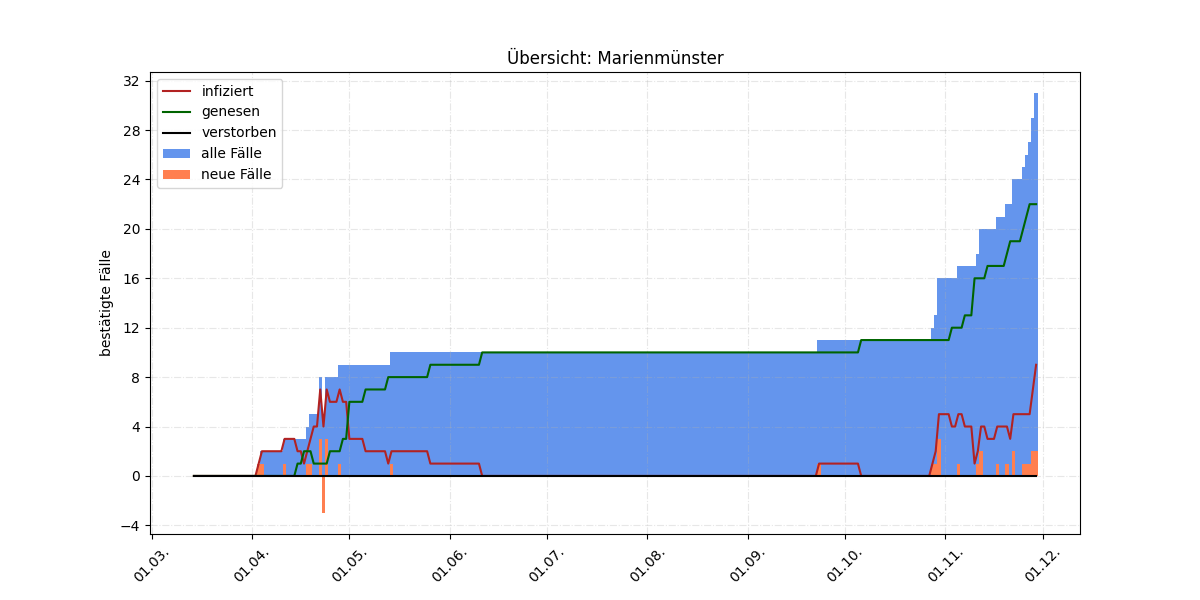 Übersicht: Marienmünster
infiziert
genesen
verstorben
alle Fälle
neue Fälle
bestätigte Fälle
32
28
24
20
16
12
8
4
0
−4
01.03.
01.04.
01.05.
01.06.
01.07.
01.08.
01.09.
01.10.
01.11.
01.12.